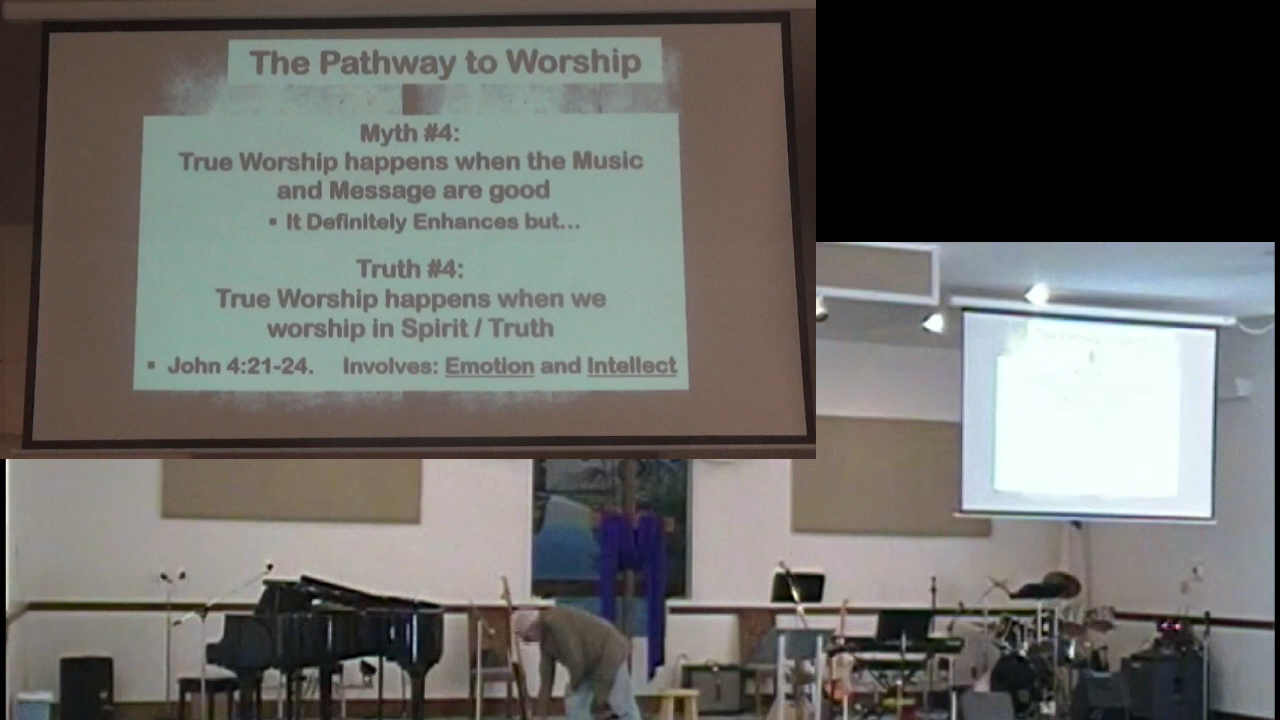 The Pathway to Worship
Myth #4:
True Worship happens when the Music
and Message are good
▪ It Definitely Enhances but...
Truth #4:
True Worship happens when we
worship in Spirit / Truth
▪ John 4:21-24. Involves: Emotion and Intellect